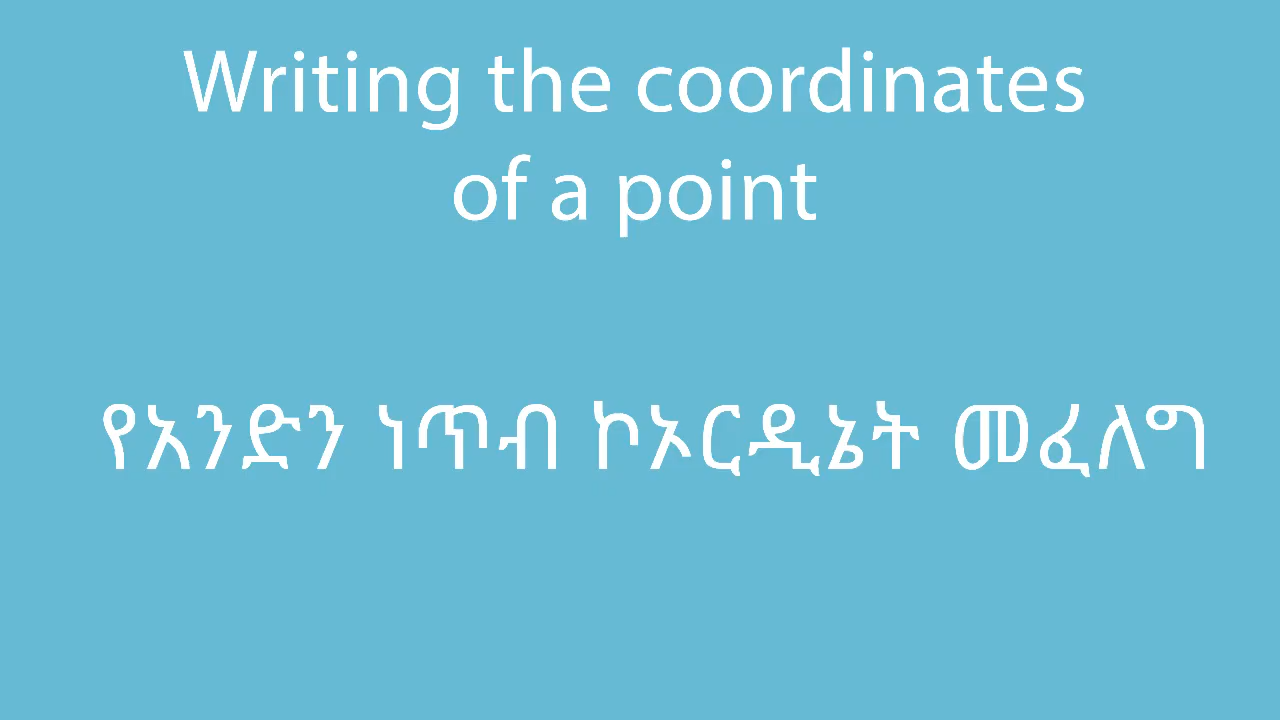 Writing the coordinates
of a point
የአንድን ነጥብ ኮኦርዲኔት መፈለግ